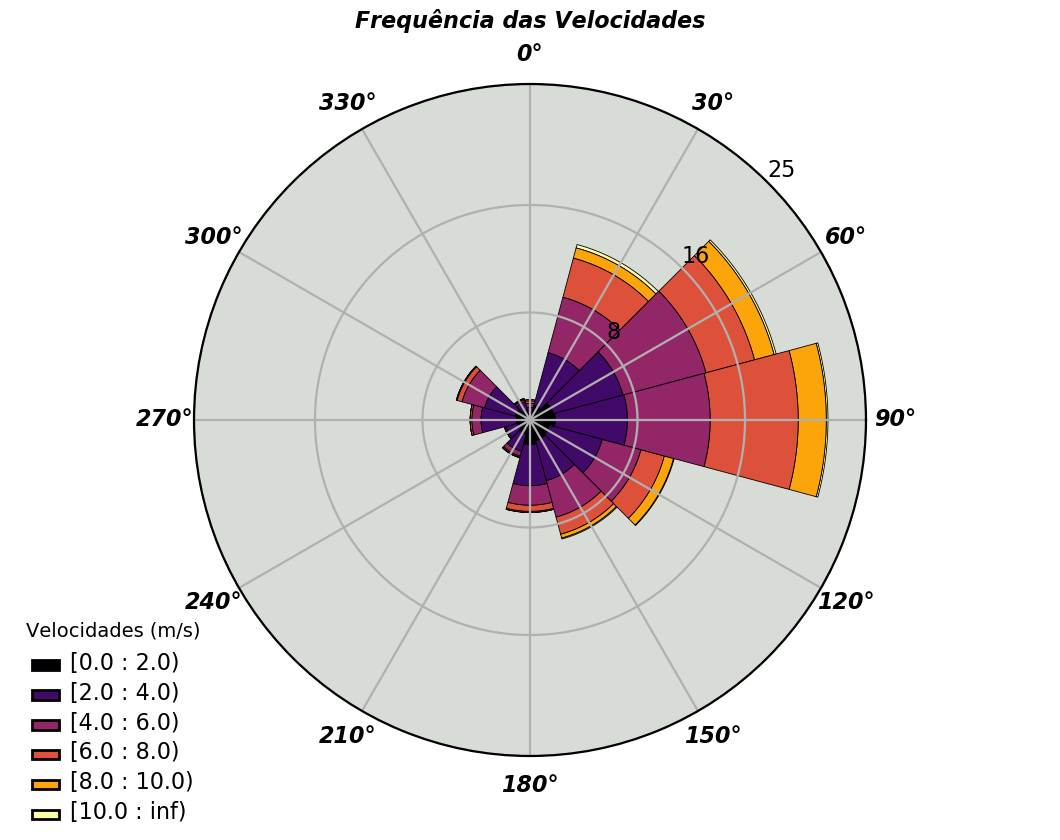 Frequência das Velocidades
0°
330°
30°
25
300°
60°
16
8
270°
90°
240°
120°
210°
150°
180°
Velocidades (m/s)
[0.0 : 2.0)
[2.0 : 4.0)
[4.0 : 6.0)
[6.0 : 8.0)
[8.0 : 10.0)
[10.0 : inf)